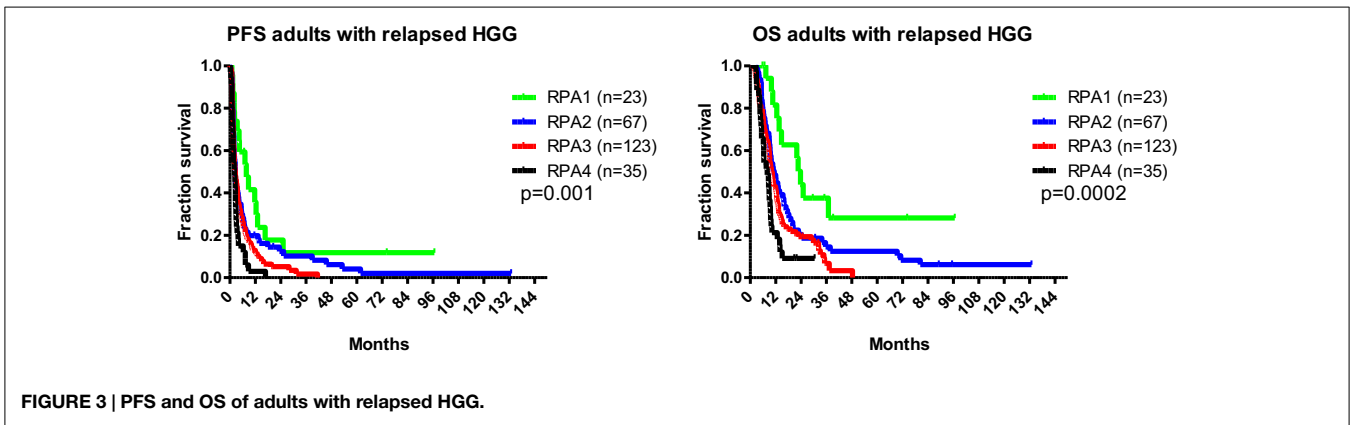 PFS adults with relapsed HGG
1.0
0.8
0.6
0.4
0.2
0.0
Fraction survival
RPA1 (n=23)
RPA2 (n=67)
RPA3 (n=123)
RPA4 (n=35)
p=0.001
0 12 24 36 48 60 72 84 96 108 120 132 144
Months
OS adults with relapsed HGG
1.0
0.8
0.6
0.4
0.2
0.0
Fraction survival
RPA1 (n=23)
RPA2 (n=67)
RPA3 (n=123)
RPA4 (n=35)
p=0.0002
0 12 24 36 48 60 72 84 96 108 120 132 144
Months
FIGURE 3 | PFS and OS of adults with relapsed HGG.